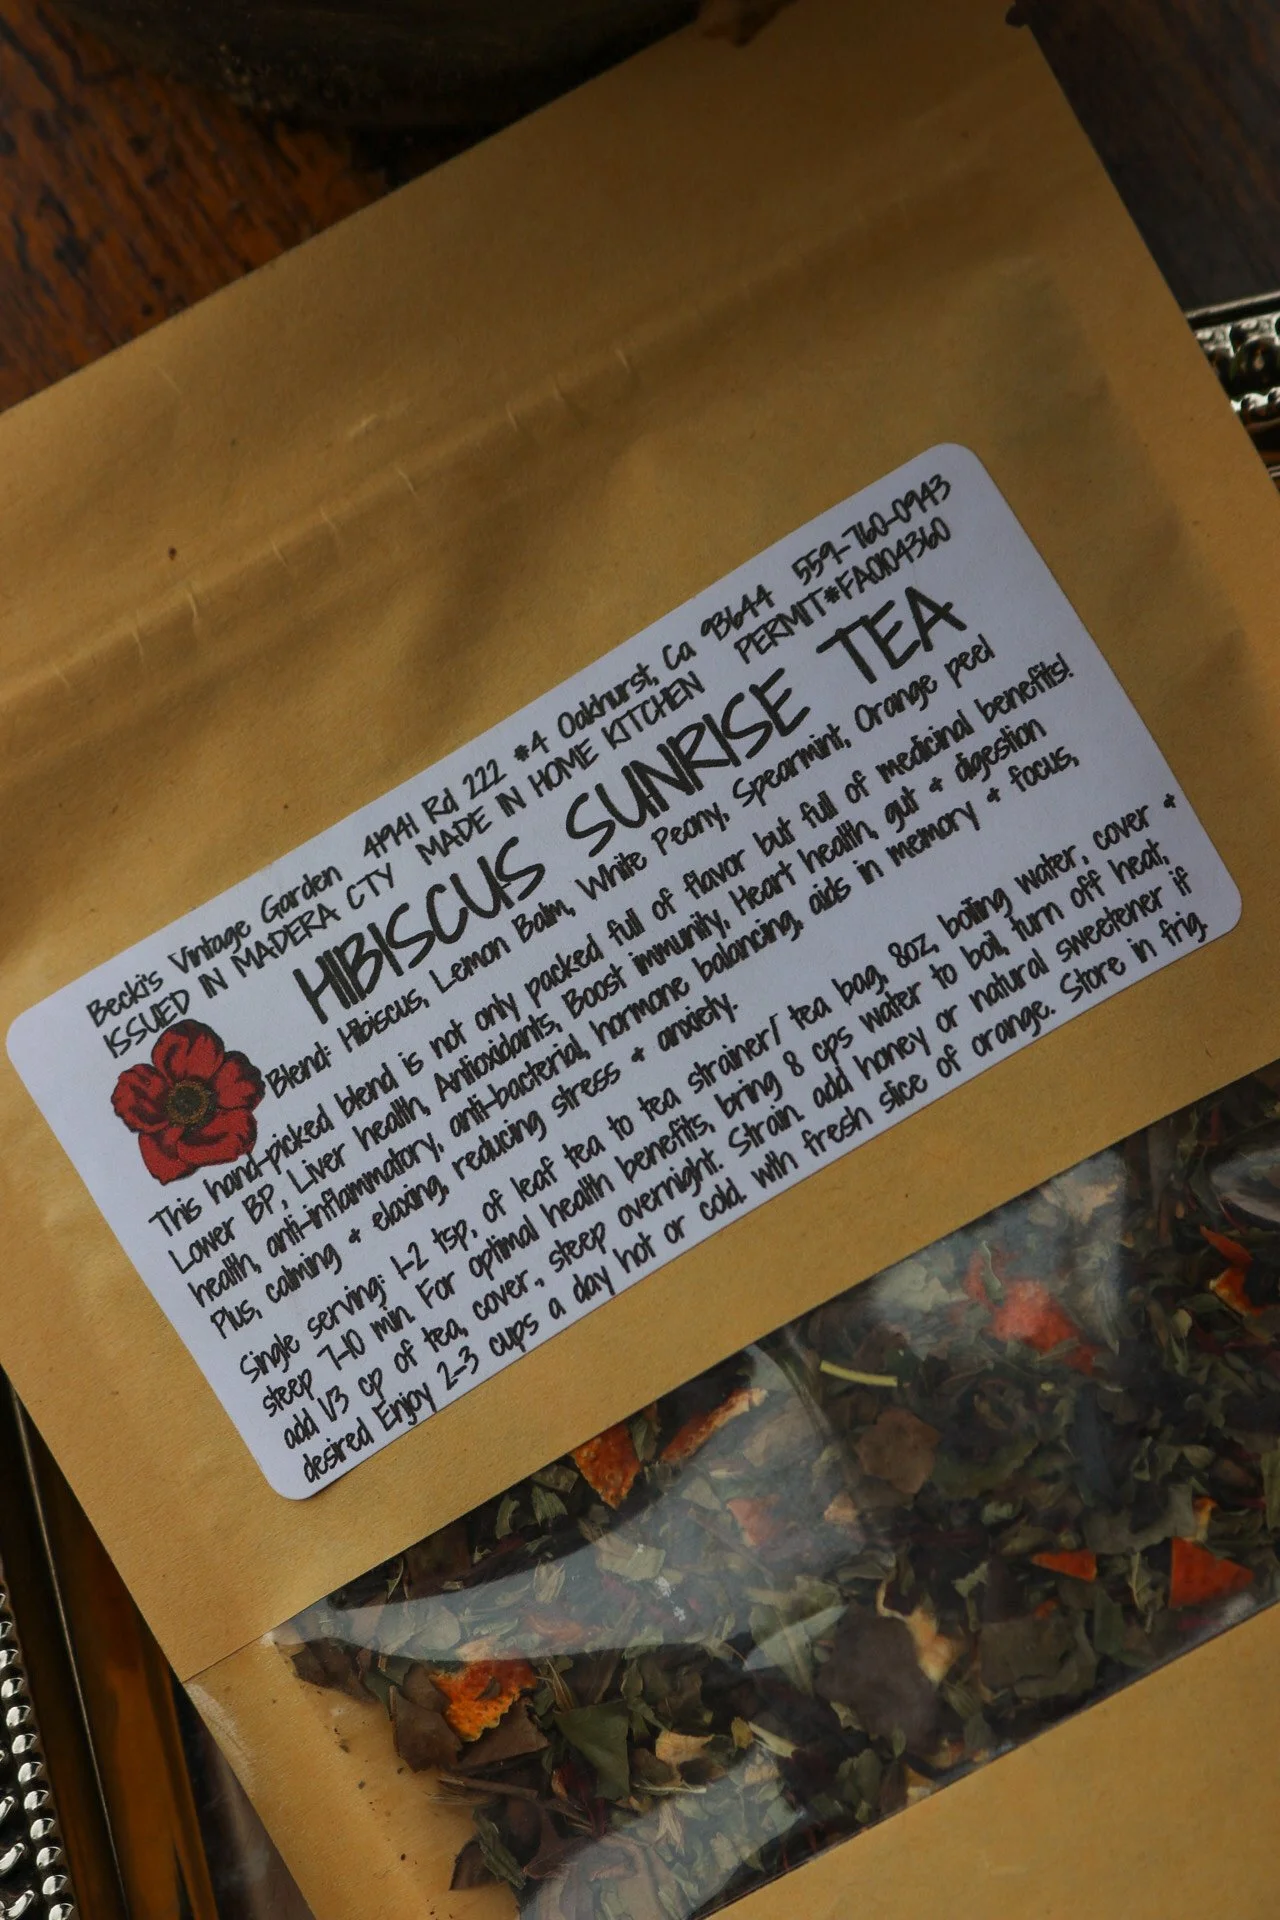 Becki's Vintage Garden 41941 Rd 222 #4 Oakhurst, Ca 93644 559-760-0943
ISSUED IN MADERA CTY MADE IN HOME KITCHEN PERMIT#FA0104360
HIBISCUS SUNRISE TEA
Blend: Hibiscus, Lemon Balm, White Peony, Spearmint, Orange peel
This hand-picked blend is not only packed full of flavor but full of medicinal benefits!
Lower BP, Liver health, Antioxidants, Boost immunity, Heart health, gut & digestion
health, anti-inflammatory, anti-bacterial, hormone balancing, aids in memory & focus,
Plus, calming & elaxing, reducing stress & anxiety.
Single serving: 1-2 tsp, of leaf tea to tea strainer/ tea bag, 8oz, boiling water, cover &
steep 7-10 min. For optimal health benefits, bring 8 cps water to boil, turn off heat,
add 1/3 cp of tea, cover, steep overnight. Strain. add honey or natural sweetener if
desired Enjoy 2-3 cups a day hot or cold. wth fresh slice of orange. Store in frig.